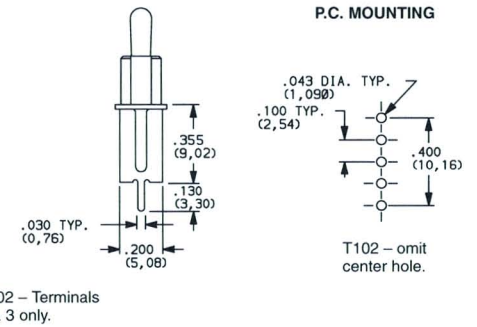 P.C. MOUNTING
.043 DIA. TYP.
(1,090)
.100 TYP.
(2,54)
.355
(9,02)
.400
(10,16)
.130
(3,30)
.030 TYP.
(0,76)
.200
(5,08)
T102 – omit
center hole.
02 – Terminals
3 only.